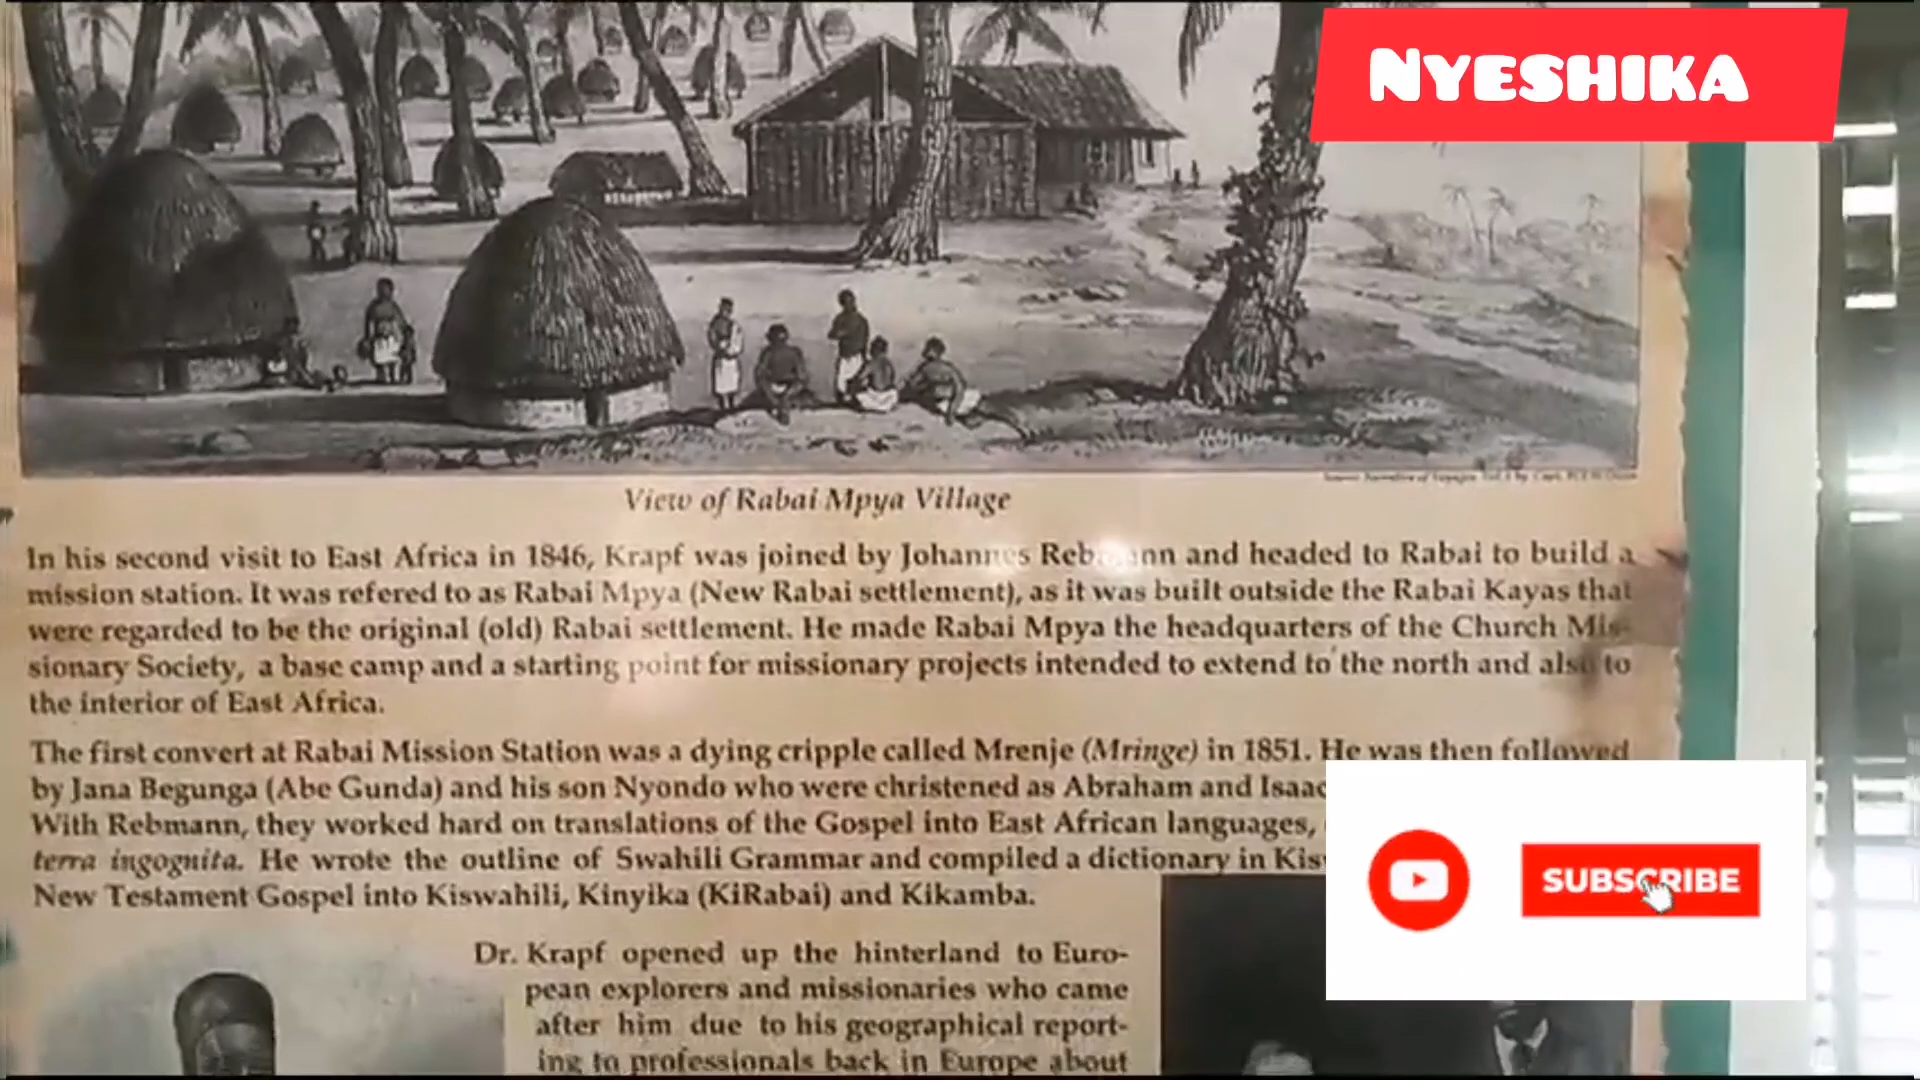 NYESHIKA
View of Rabai Mpya Village
In his second visit to East Africa in 1846, Krapf was joined by Johannes Rebmann and headed to Rabai to build a
mission station. It was refered to as Rabai Mpya (New Rabai settlement), as it was built outside the Rabai Kayas that
were regarded to be the original (old) Rabai settlement. He made Rabai Mpya the headquarters of the Church Mis-
sionary Society, a base camp and a starting point for missionary projects intended to extend to the north and also to
the interior of East Africa.
The first convert at Rabai Mission Station was a dying cripple called Mrenje (Mringe) in 1851. He was then followed
by Jana Begunga (Abe Gunda) and his son Nyondo who were christened as Abraham and Isaac
With Rebmann, they worked hard on translations of the Gospel into East African languages,
terra ingognita. He wrote the outline of Swahili Grammar and compiled a dictionary in
New Testament Gospel into Kiswahili, Kinyika (KiRabai) and Kikamba.
SUBSCRIBE
Dr. Krapf opened up the hinterland to Euro-
pean explorers and missionaries who came
after him due to his geographical report-
ing to professionals back in Europe about